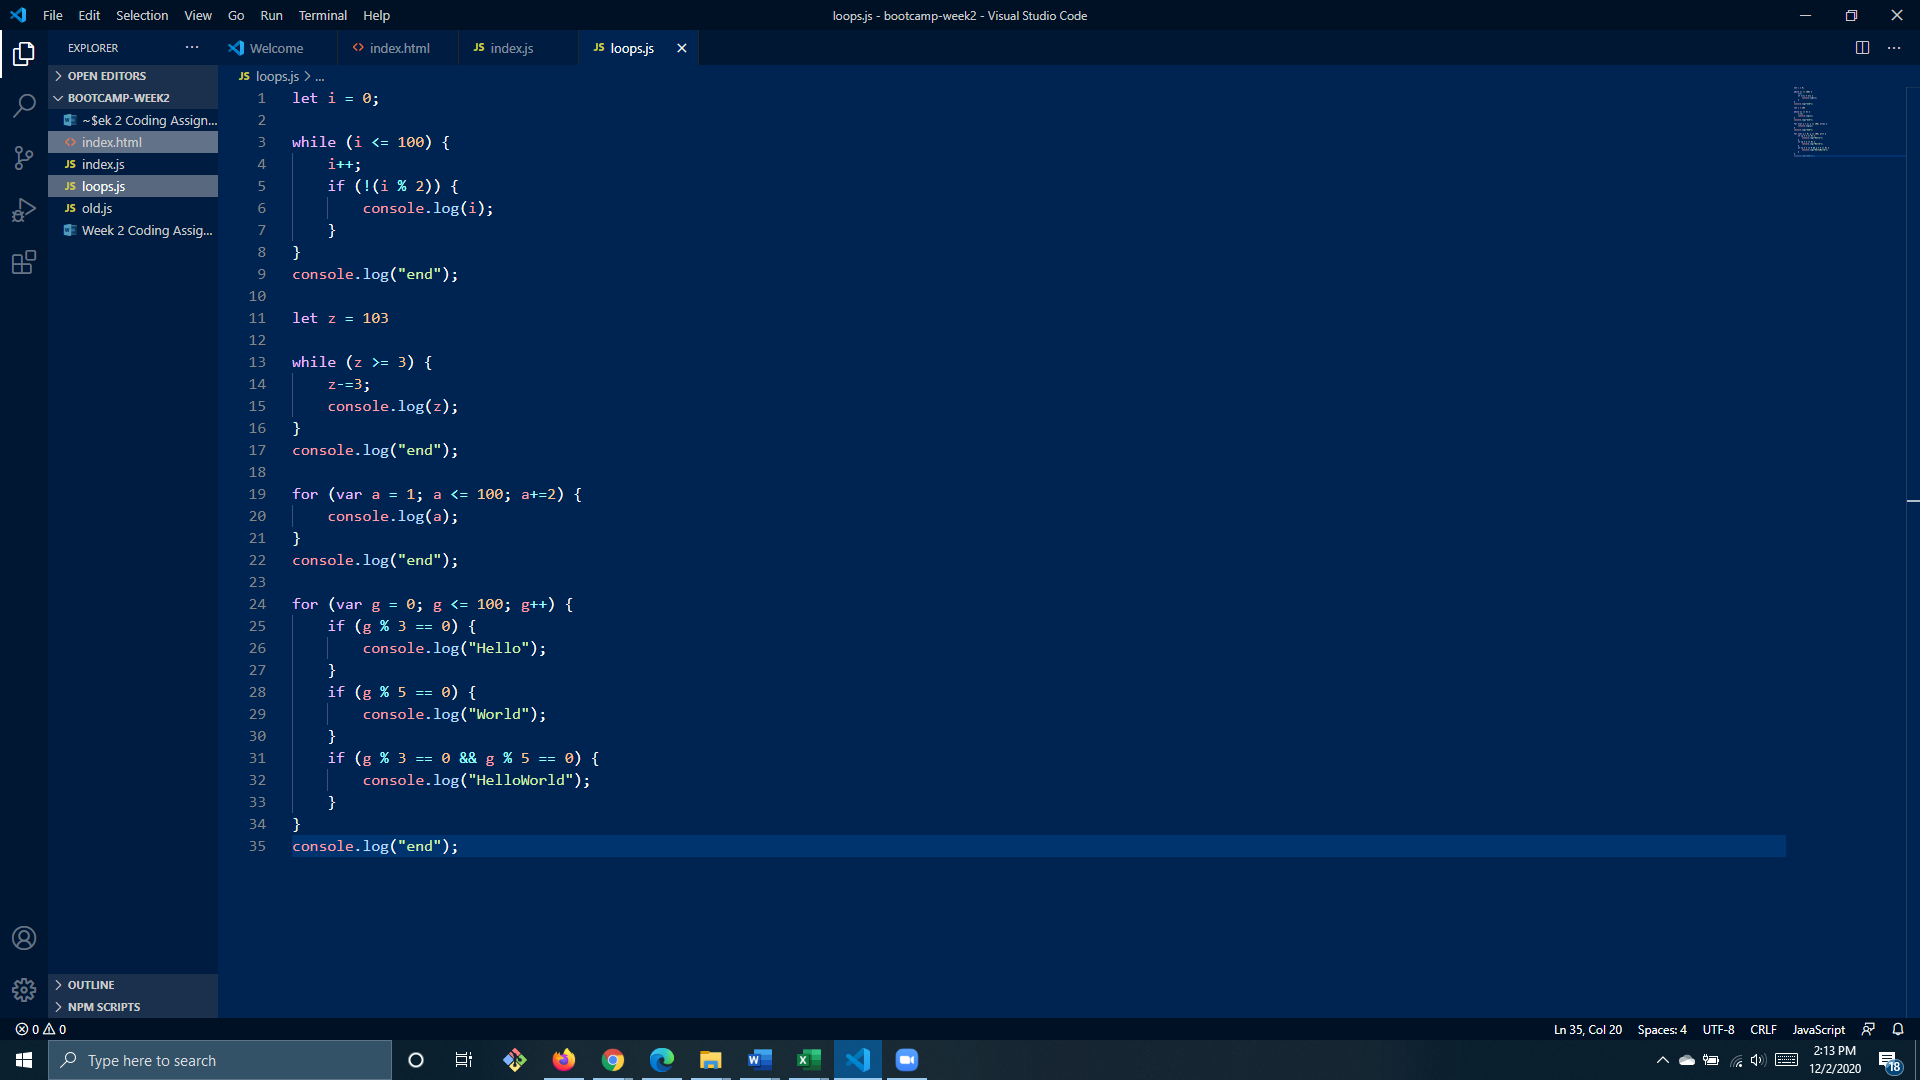 File Edit Selection View Go Run Terminal Help
loops.js - bootcamp-week2 - Visual Studio Code
EXPLORER
Welcome
index.html
JS index.js
JS loops.js
OPEN EDITORS
BOOTCAMP-WEEK2
~$ek 2 Coding Assign...
index.html
JS index.js
JS loops.js
JS old.js
Week 2 Coding Assig...
JS loops.js > ...
1 let i = 0;
2
3 while (i <= 100) {
4 i++;
5 if (!(i % 2)) {
6 console.log(i);
7 }
8 }
9 console.log("end");
10
11 let z = 103
12
13 while (z >= 3) {
14 z-=3;
15 console.log(z);
16 }
17 console.log("end");
18
19 for (var a = 1; a <= 100; a+=2) {
20 console.log(a);
21 }
22 console.log("end");
23
24 for (var g = 0; g <= 100; g++) {
25 if (g % 3 == 0) {
26 console.log("Hello");
27 }
28 if (g % 5 == 0) {
29 console.log("World");
30 }
31 if (g % 3 == 0 && g % 5 == 0) {
32 console.log("HelloWorld");
33 }
34 }
35 console.log("end");
OUTLINE
NPM SCRIPTS
0 0
Ln 35, Col 20 Spaces: 4 UTF-8 CRLF JavaScript
Type here to search
2:13 PM
12/2/2020
18